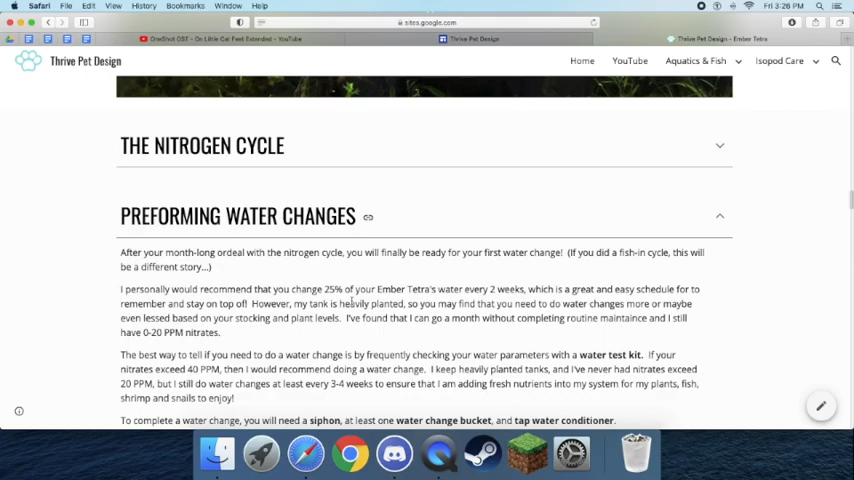 Safari File Edit View History Bookmarks Window Help Fri 3:26 PM
sites.google.com
OneShot OST - On Little Cat Feet Extended - YouTube Thrive Pet Design Thrive Pet Design - Ember Tetra
Thrive Pet Design Home YouTube Aquatics & Fish Isopod Care
THE NITROGEN CYCLE
PREFORMING WATER CHANGES
After your month-long ordeal with the nitrogen cycle, you will finally be ready for your first water change! (If you did a fish-in cycle, this will
be a different story...)
I personally would recommend that you change 25% of your Ember Tetra's water every 2 weeks, which is a great and easy schedule for to
remember and stay on top of! However, my tank is heavily planted, so you may find that you need to do water changes more or maybe
even lessed based on your stocking and plant levels. I've found that I can go a month without completing routine maintaince and I still
have 0-20 PPM nitrates.
The best way to tell if you need to do a water change is by frequently checking your water parameters with a water test kit. If your
nitrates exceed 40 PPM, then I would recommend doing a water change. I keep heavily planted tanks, and I've never had nitrates exceed
20 PPM, but I still do water changes at least every 3-4 weeks to ensure that I am adding fresh nutrients into my system for my plants, fish,
shrimp and snails to enjoy!
To complete a water change, you will need a siphon, at least one water change bucket, and tap water conditioner.